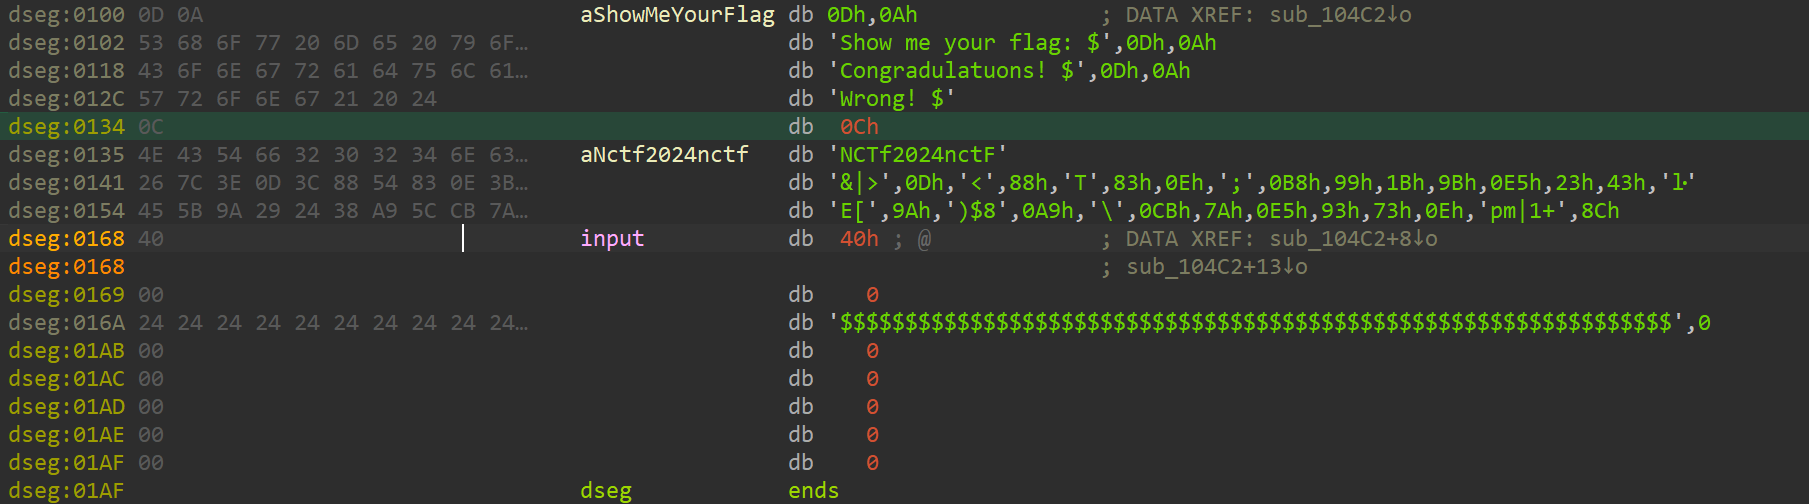 dseg:0100 0D 0A aShowMeYourFlag db 0Dh,0Ah ; DATA XREF: sub_104C2↓o
dseg:0102 53 68 6F 77 20 6D 65 20 79 6F… db 'Show me your flag: $',0Dh,0Ah
dseg:0118 43 6F 6E 67 72 61 64 75 6C 61… db 'Congradulatuons! $',0Dh,0Ah
dseg:012C 57 72 6F 6E 67 21 20 24 db 'Wrong! $'
dseg:0134 0C db 0Ch
dseg:0135 4E 43 54 66 32 30 32 34 6E 63… aNctf2024nctf db 'NCTf2024nctF'
dseg:0141 26 7C 3E 0D 3C 88 54 83 0E 3B… db '&|>',0Dh,'<',88h,'T',83h,0Eh,';',0B8h,99h,1Bh,9Bh,0E5h,23h,43h,
dseg:0154 45 5B 9A 29 24 38 A9 5C CB 7A… db 'E[',9Ah,')$8',0A9h,'\',0CBh,7Ah,0E5h,93h,73h,0Eh,'pm|1+',8Ch
dseg:0168 40 input db 40h ; @ ; DATA XREF: sub_104C2+8↓o
dseg:0168 ; sub_104C2+13↓o
dseg:0169 00 db 0
dseg:016A 24 24 24 24 24 24 24 24 24 24… db '$$$$$$$$$$$$$$$$$$$$$$$$$$$$$$$$$$$$$$$$$$$$$$$$$$$$$$$$$$$$$$$$',0
dseg:01AB 00 db 0
dseg:01AC 00 db 0
dseg:01AD 00 db 0
dseg:01AE 00 db 0
dseg:01AF 00 db 0
dseg:01AF dseg ends